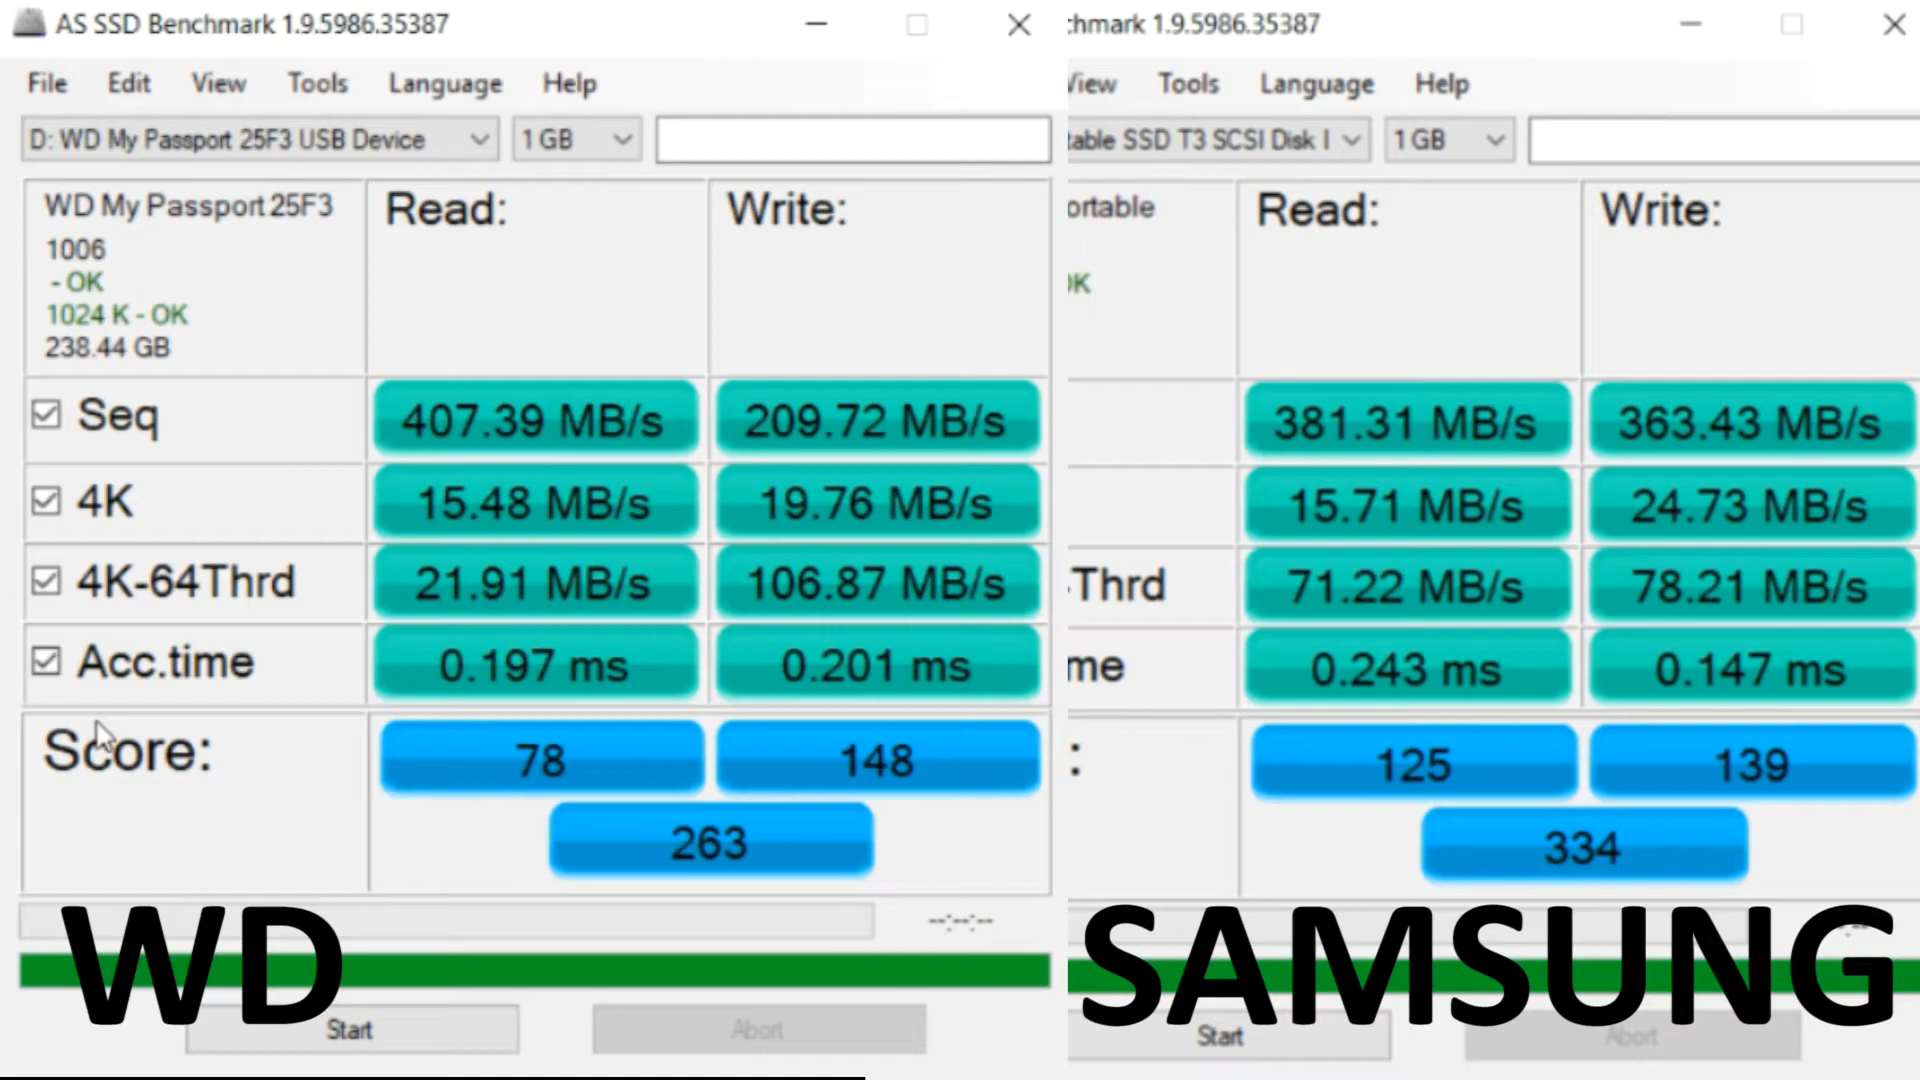 AS SSD Benchmark 1.9.5986.35387
File Edit View Tools Language Help
D: WD My Passport 25F3 USB Device 1 GB
WD My Passport 25F3
1006
- OK
1024 K - OK
238.44 GB
Read: Write:
Seq 407.39 MB/s 209.72 MB/s
4K 15.48 MB/s 19.76 MB/s
4K-64Thrd 21.91 MB/s 106.87 MB/s
Acc.time 0.197 ms 0.201 ms
Score: 78 148
263
--:--:--
WD
Start Abort
chmark 1.9.5986.35387
View Tools Language Help
table SSD T3 SCSI Disk 1 GB
ortable
OK
Read: Write:
381.31 MB/s 363.43 MB/s
15.71 MB/s 24.73 MB/s
-Thrd 71.22 MB/s 78.21 MB/s
me 0.243 ms 0.147 ms
: 125 139
334
SAMSUNG
Start Abort